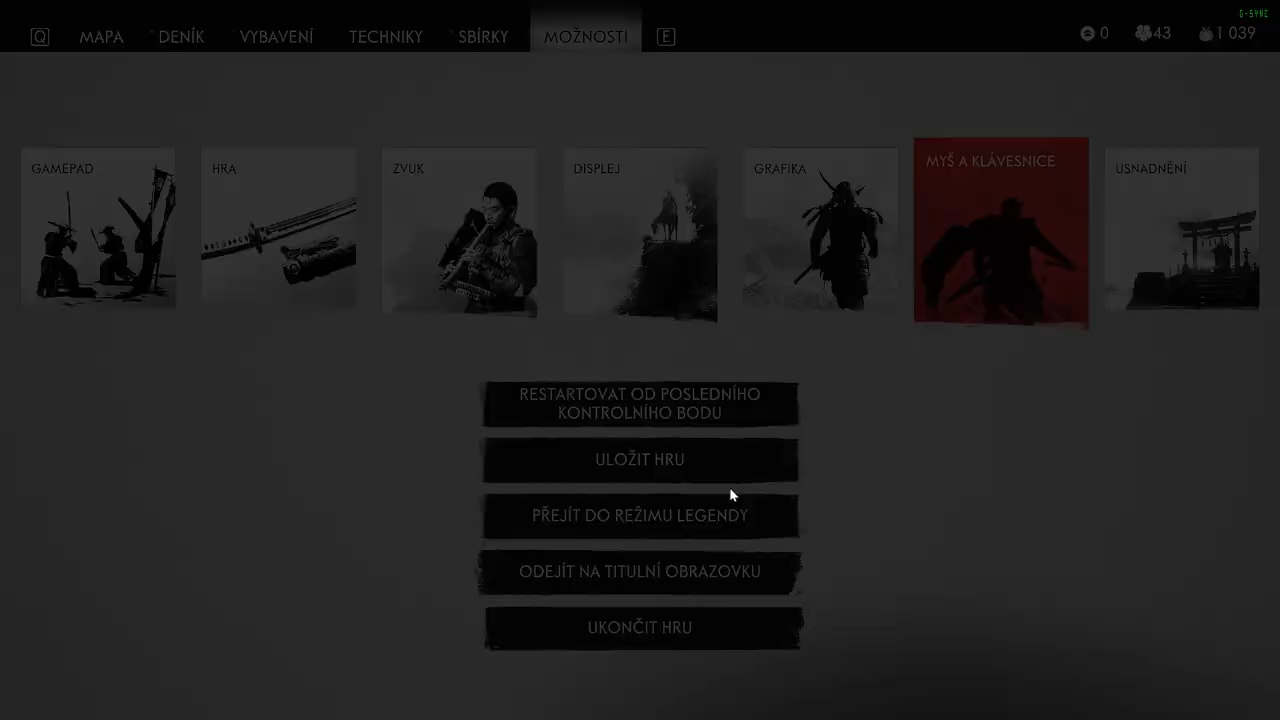 G-SYNC
Q MAPA DENÍK VYBAVENÍ TECHNIKY SBÍRKY MOŽNOSTI E 0 43 1 039
GAMEPAD HRA ZVUK DISPLEJ GRAFIKA MYŠ A KLÁVESNICE USNADNĚNÍ
RESTARTOVAT OD POSLEDNÍHO
KONTROLNÍHO BODU
ULOŽIT HRU
PŘEJÍT DO REŽIMU LEGENDY
ODEJÍT NA TITULNÍ OBRAZOVKU
UKONČIT HRU